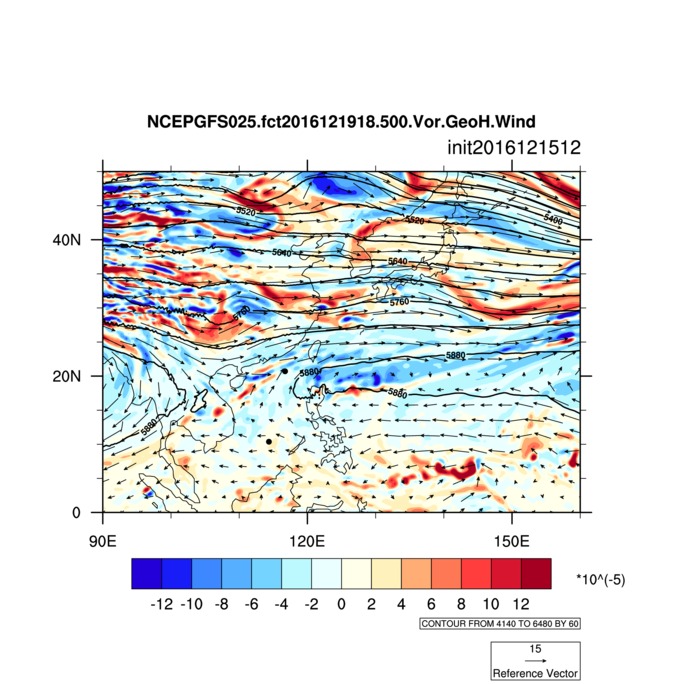 NCEPGFS025.fct2016121918.500.Vor.GeoH.Wind
init2016121512
5520
5520
5400
40N
5640
5640
5760
5760
5880
20N
5880
5880
5880
0
90E 120E 150E
-12 -10 -8 -6 -4 -2 0 2 4 6 8 10 12
*10^(-5)
CONTOUR FROM 4140 TO 6480 BY 60
15
Reference Vector